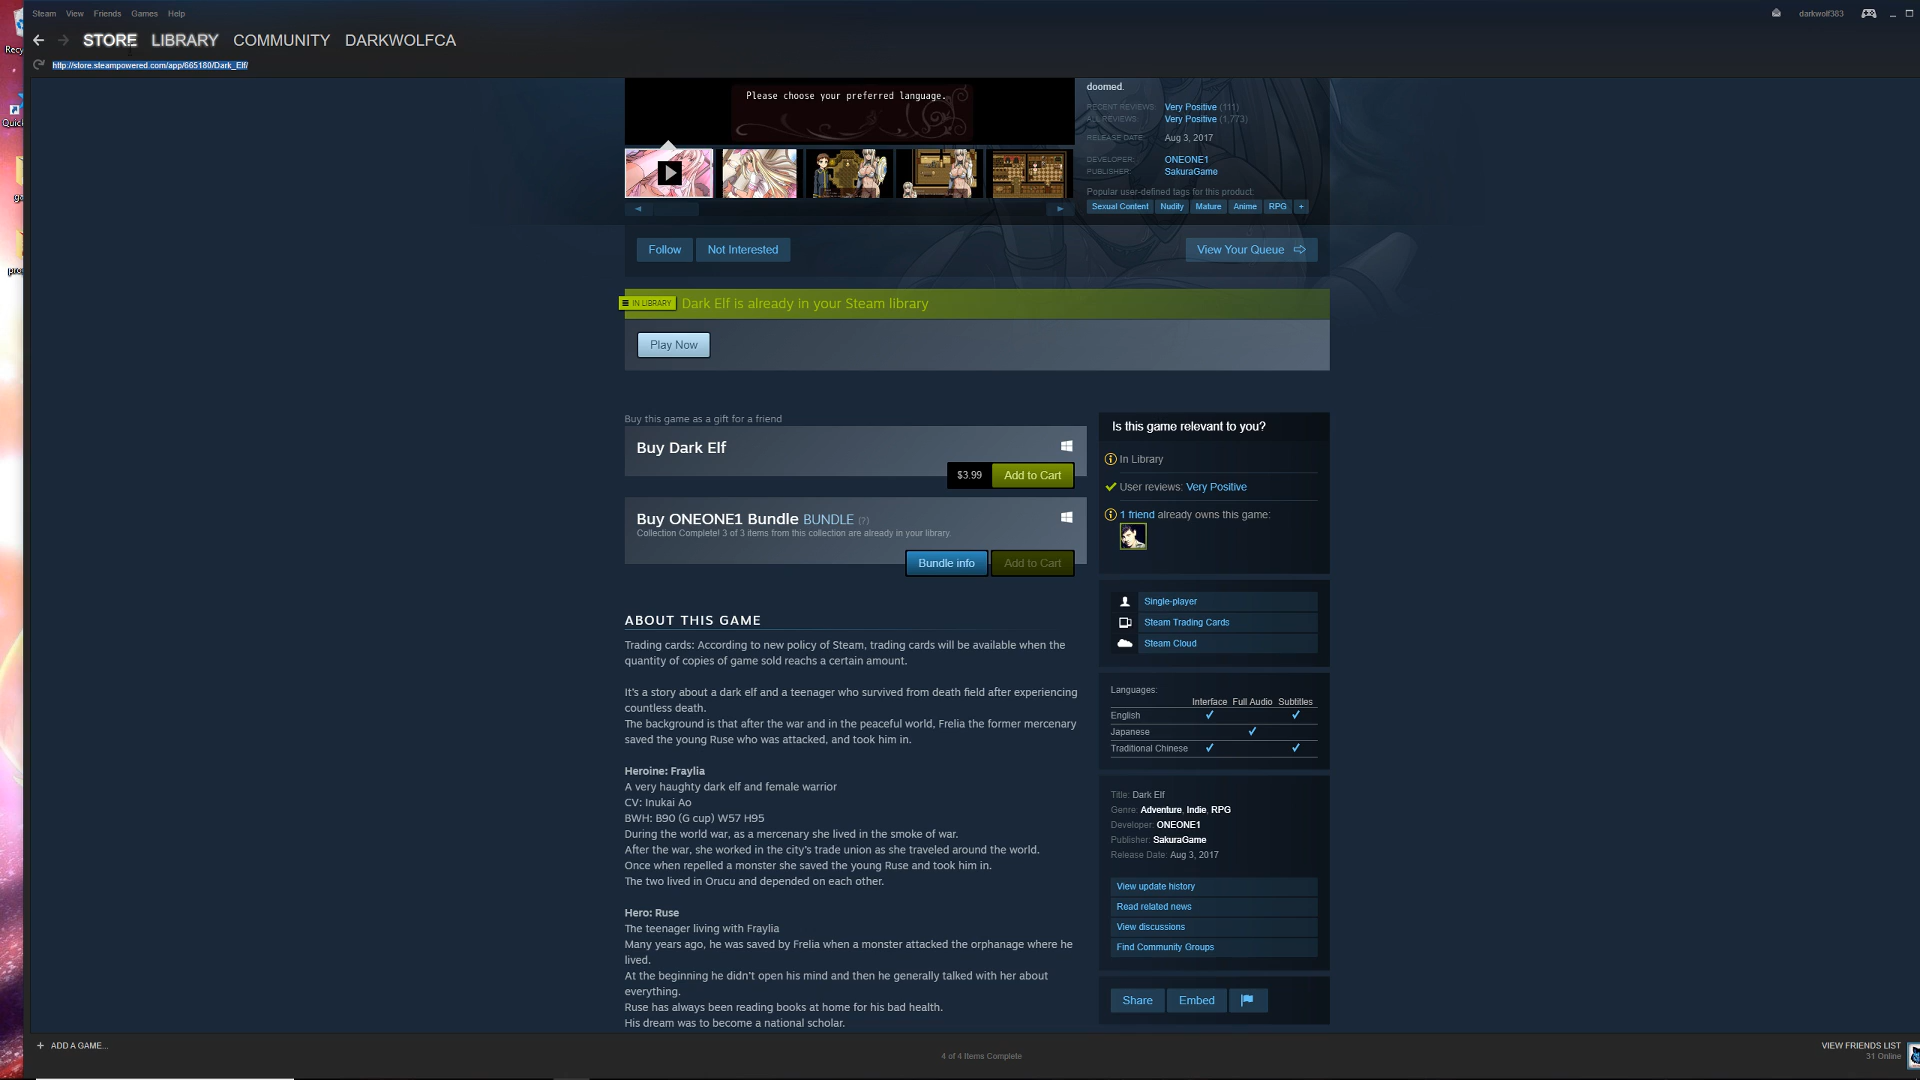 Steam View Friends Games Help
darkwolf383
STORE LIBRARY COMMUNITY DARKWOLFCA
http://store.steampowered.com/app/665180/Dark_Elf/
Please choose your preferred language.
doomed.
RECENT REVIEWS: Very Positive (111)
ALL REVIEWS: Very Positive (1,773)
RELEASE DATE: Aug 3, 2017
DEVELOPER: ONEONE1
PUBLISHER: SakuraGame
Popular user-defined tags for this product:
Sexual Content Nudity Mature Anime RPG +
Follow Not Interested View Your Queue
IN LIBRARY Dark Elf is already in your Steam library
Play Now
Buy this game as a gift for a friend
Buy Dark Elf
$3.99 Add to Cart
Buy ONEONE1 Bundle BUNDLE (?)
Collection Complete! 3 of 3 items from this collection are already in your library.
Bundle info Add to Cart
ABOUT THIS GAME
Trading cards: According to new policy of Steam, trading cards will be available when the
quantity of copies of game sold reachs a certain amount.
It's a story about a dark elf and a teenager who survived from death field after experiencing
countless death.
The background is that after the war and in the peaceful world, Frelia the former mercenary
saved the young Ruse who was attacked, and took him in.
Heroine: Fraylia
A very haughty dark elf and female warrior
CV: Inukai Ao
BWH: B90 (G cup) W57 H95
During the world war, as a mercenary she lived in the smoke of war.
After the war, she worked in the city's trade union as she traveled around the world.
Once when repelled a monster she saved the young Ruse and took him in.
The two lived in Orucu and depended on each other.
Hero: Ruse
The teenager living with Fraylia
Many years ago, he was saved by Frelia when a monster attacked the orphanage where he
lived.
At the beginning he didn't open his mind and then he generally talked with her about
everything.
Ruse has always been reading books at home for his bad health.
His dream was to become a national scholar.
Is this game relevant to you?
In Library
User reviews: Very Positive
1 friend already owns this game:
Single-player
Steam Trading Cards
Steam Cloud
Languages:
Interface Full Audio Subtitles
English
Japanese
Traditional Chinese
Title: Dark Elf
Genre: Adventure, Indie, RPG
Developer: ONEONE1
Publisher: SakuraGame
Release Date: Aug 3, 2017
View update history
Read related news
View discussions
Find Community Groups
Share Embed
+ ADD A GAME...
4 of 4 Items Complete
VIEW FRIENDS LIST
31 Online